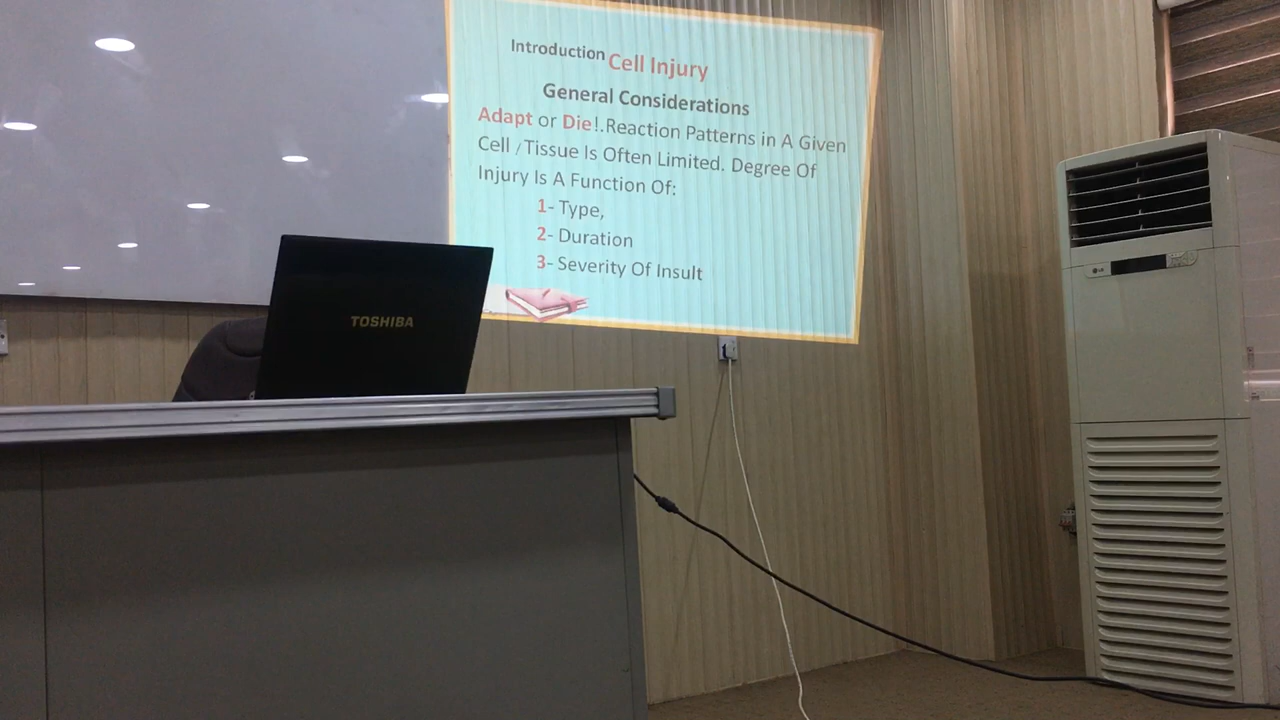 Introduction Cell Injury
General Considerations
Adapt or Die!.Reaction Patterns in A Given
Cell /Tissue Is Often Limited. Degree Of
Injury Is A Function Of:
1- Type,
2- Duration
3- Severity Of Insult
TOSHIBA
LG